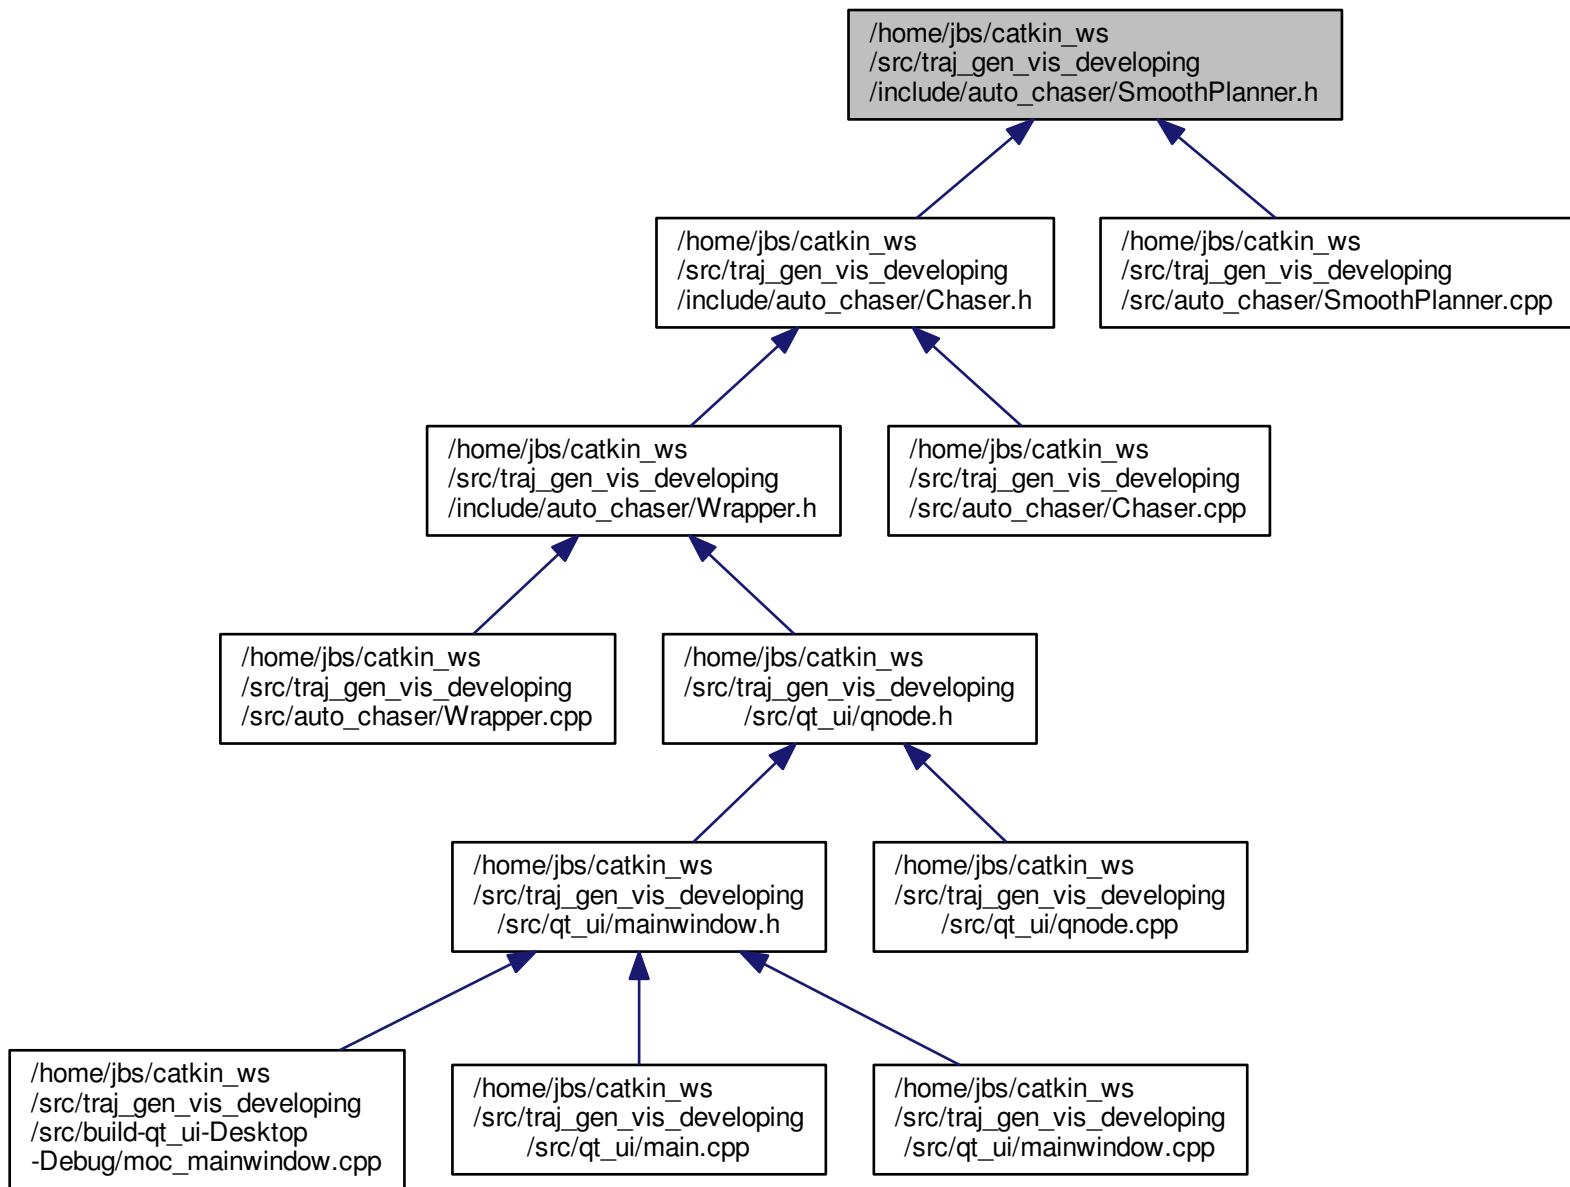 /home/jbs/catkin_ws
/src/traj_gen_vis_developing
/include/auto_chaser/SmoothPlanner.h
/home/jbs/catkin_ws
/src/traj_gen_vis_developing
/include/auto_chaser/Chaser.h
/home/jbs/catkin_ws
/src/traj_gen_vis_developing
/src/auto_chaser/SmoothPlanner.cpp
/home/jbs/catkin_ws
/src/traj_gen_vis_developing
/include/auto_chaser/Wrapper.h
/home/jbs/catkin_ws
/src/traj_gen_vis_developing
/src/auto_chaser/Chaser.cpp
/home/jbs/catkin_ws
/src/traj_gen_vis_developing
/src/auto_chaser/Wrapper.cpp
/home/jbs/catkin_ws
/src/traj_gen_vis_developing
/src/qt_ui/qnode.h
/home/jbs/catkin_ws
/src/traj_gen_vis_developing
/src/qt_ui/mainwindow.h
/home/jbs/catkin_ws
/src/traj_gen_vis_developing
/src/qt_ui/qnode.cpp
/home/jbs/catkin_ws
/src/traj_gen_vis_developing
/src/build-qt_ui-Desktop
-Debug/moc_mainwindow.cpp
/home/jbs/catkin_ws
/src/traj_gen_vis_developing
/src/qt_ui/main.cpp
/home/jbs/catkin_ws
/src/traj_gen_vis_developing
/src/qt_ui/mainwindow.cpp